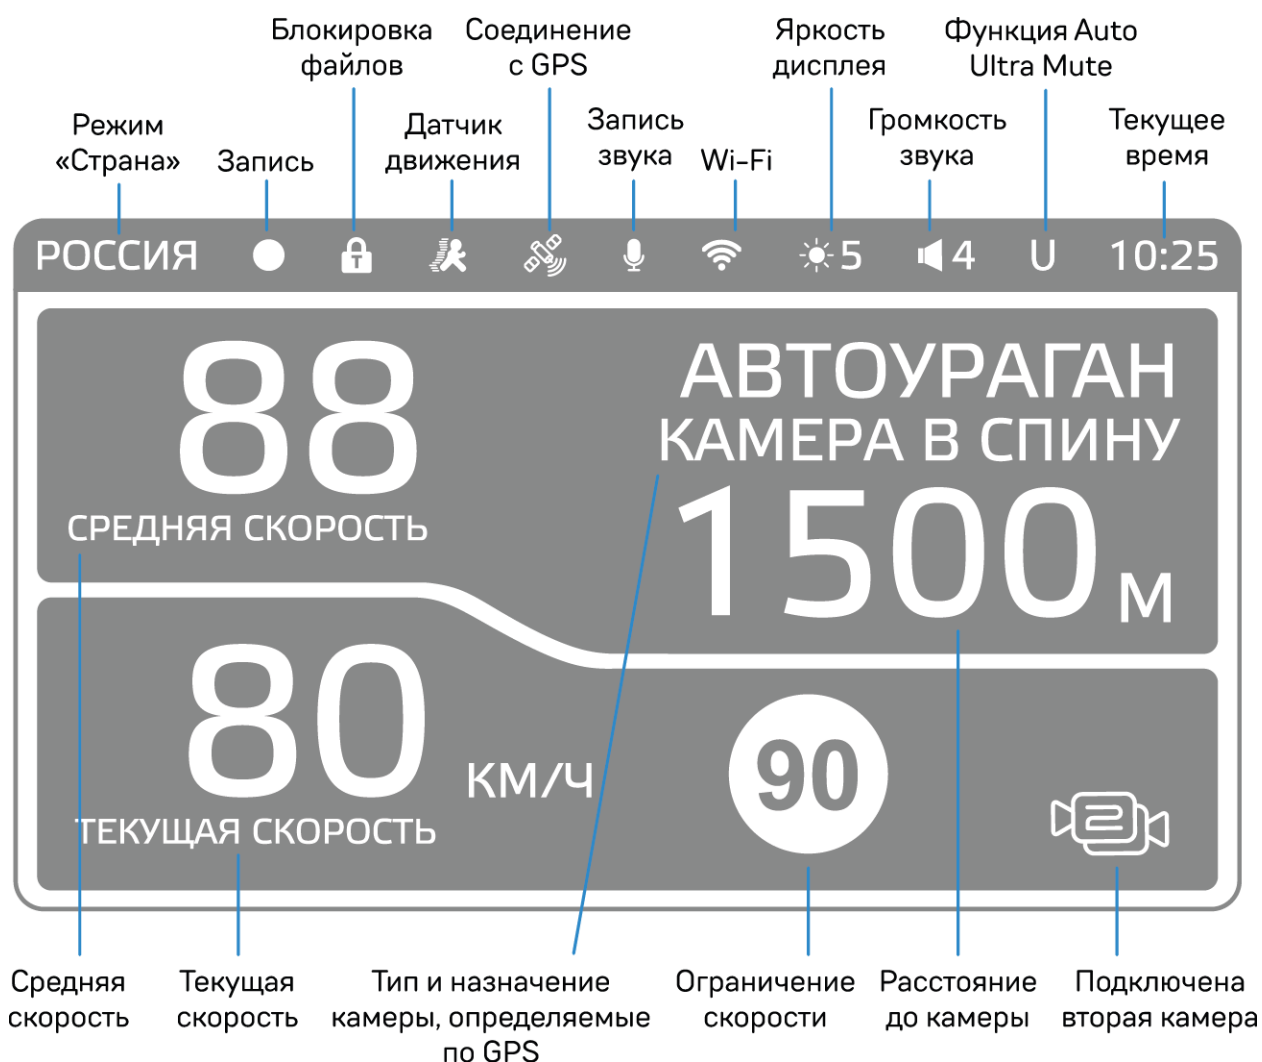 Блокировка
файлов
Соединение
с GPS
Яркость
дисплея
Функция Auto
Ultra Mute
Режим
«Страна»
Запись
Датчик
движения
Запись
звука
Wi-Fi
Громкость
звука
Текущее
время
РОССИЯ T 5 4 U 10:25
88
СРЕДНЯЯ СКОРОСТЬ
АВТОУРАГАН
КАМЕРА В СПИНУ
1500 М
80 КМ/Ч
ТЕКУЩАЯ СКОРОСТЬ
90
2
Средняя
скорость
Текущая
скорость
Тип и назначение
камеры, определяемые
по GPS
Ограничение
скорости
Расстояние
до камеры
Подключена
вторая камера